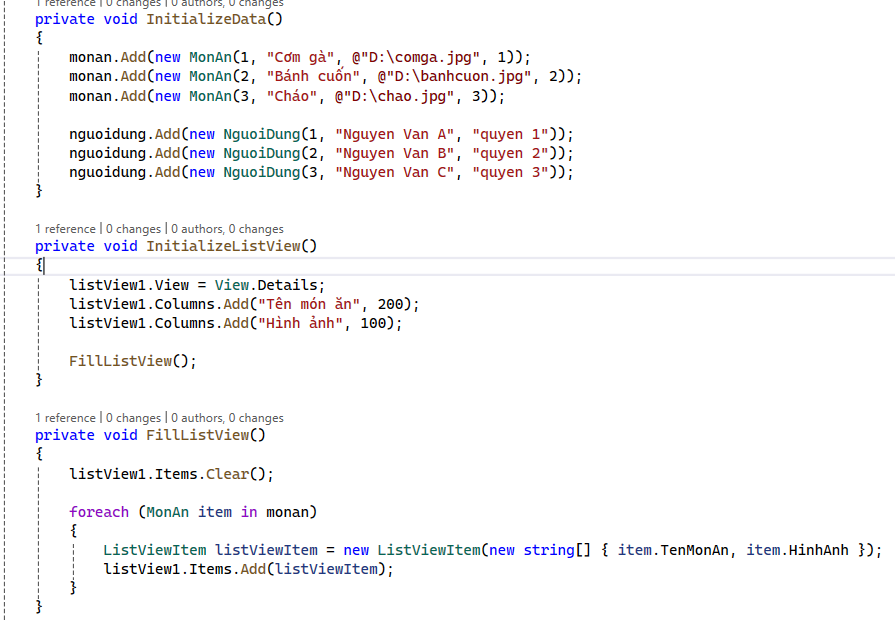 1 reference | 0 changes | 0 authors, 0 changes
private void InitializeData()
{
monan.Add(new MonAn(1, "Cơm gà", @"D:\comga.jpg", 1));
monan.Add(new MonAn(2, "Bánh cuốn", @"D:\banhcuon.jpg", 2));
monan.Add(new MonAn(3, "Cháo", @"D:\chao.jpg", 3));
nguoidung.Add(new NguoiDung(1, "Nguyen Van A", "quyen 1"));
nguoidung.Add(new NguoiDung(2, "Nguyen Van B", "quyen 2"));
nguoidung.Add(new NguoiDung(3, "Nguyen Van C", "quyen 3"));
}
1 reference | 0 changes | 0 authors, 0 changes
private void InitializeListView()
{
listView1.View = View.Details;
listView1.Columns.Add("Tên món ăn", 200);
listView1.Columns.Add("Hình ảnh", 100);
FillListView();
}
1 reference | 0 changes | 0 authors, 0 changes
private void FillListView()
{
listView1.Items.Clear();
foreach (MonAn item in monan)
{
ListViewItem listViewItem = new ListViewItem(new string[] { item.TenMonAn, item.HinhAnh });
listView1.Items.Add(listViewItem);
}
}